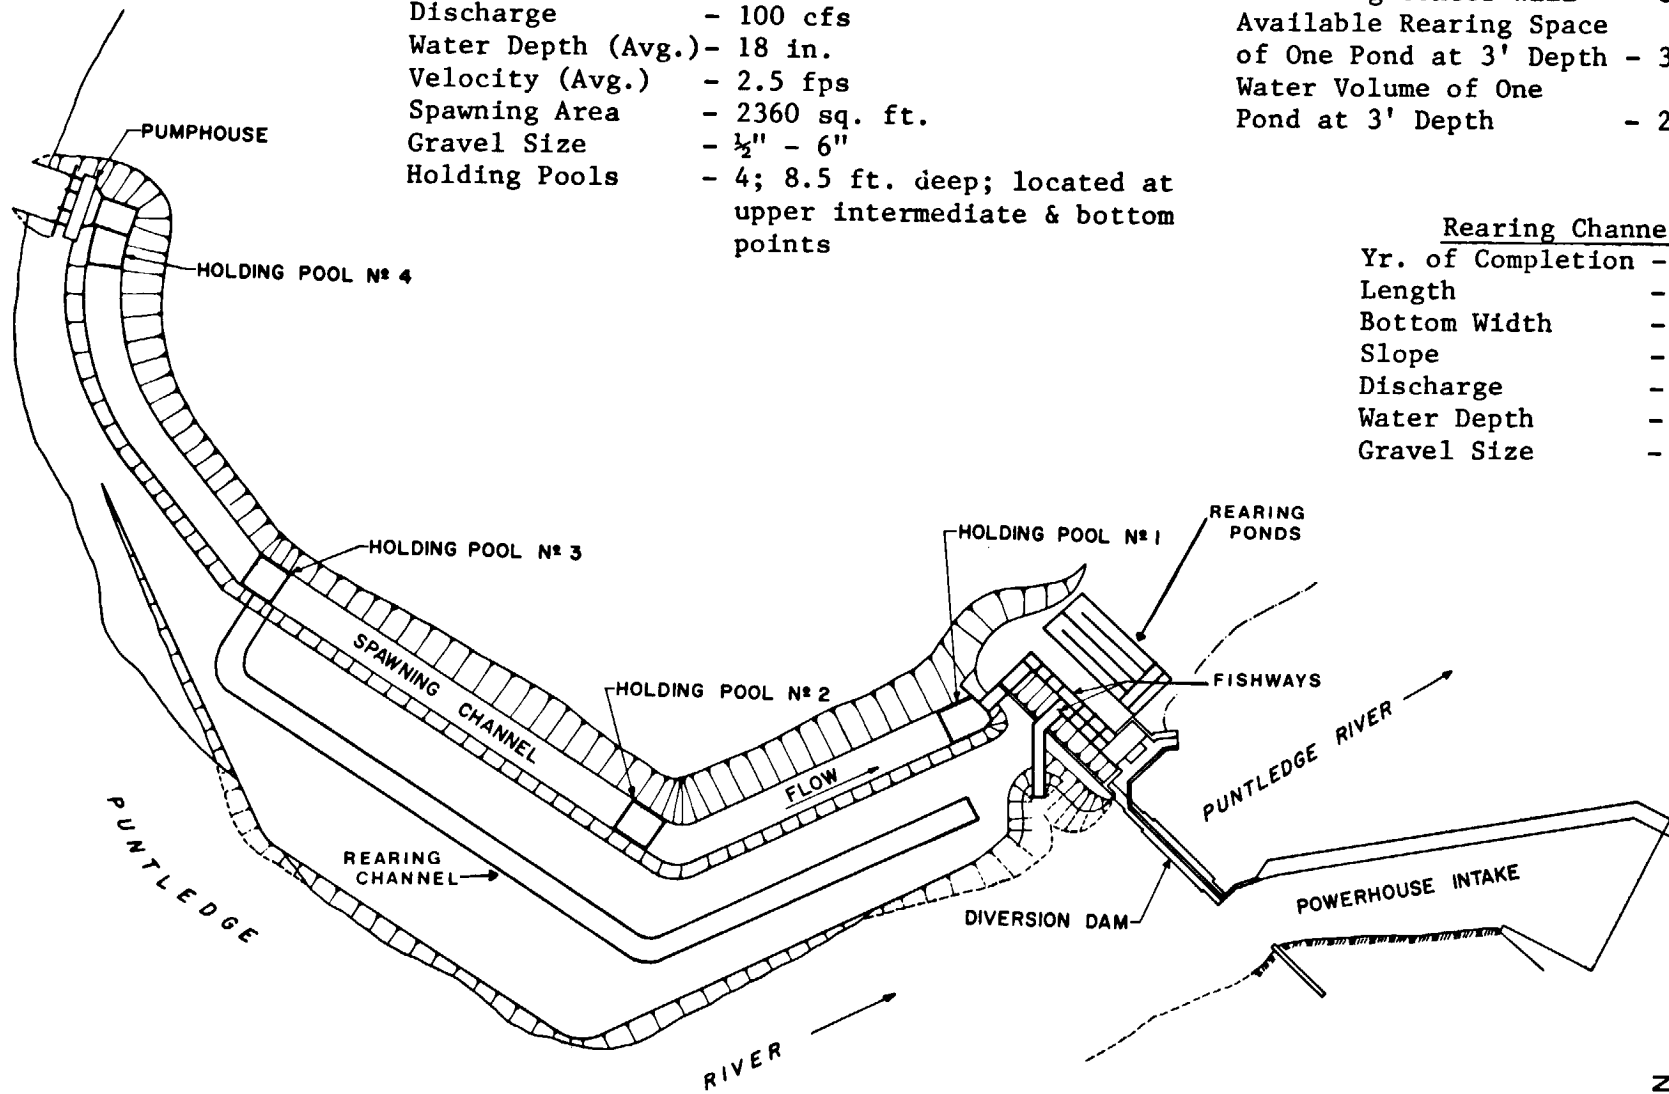 Discharge - 100 cfs
Water Depth (Avg.)- 18 in.
Velocity (Avg.) - 2.5 fps
Spawning Area - 2360 sq. ft.
Gravel Size - ½" - 6"
Holding Pools - 4; 8.5 ft. deep; located at
upper intermediate & bottom
points
Available Rearing Space
of One Pond at 3' Depth - 3
Water Volume of One
Pond at 3' Depth - 2
Rearing Channe
Yr. of Completion -
Length -
Bottom Width -
Slope -
Discharge -
Water Depth -
Gravel Size -
PUMPHOUSE
HOLDING POOL Nº 4
HOLDING POOL Nº 3
HOLDING POOL Nº 1
REARING
PONDS
SPAWNING
CHANNEL
HOLDING POOL Nº 2
FISHWAYS
FLOW
PUNTLEDGE RIVER
PUNTLEDGE
REARING
CHANNEL
DIVERSION DAM
POWERHOUSE INTAKE
RIVER